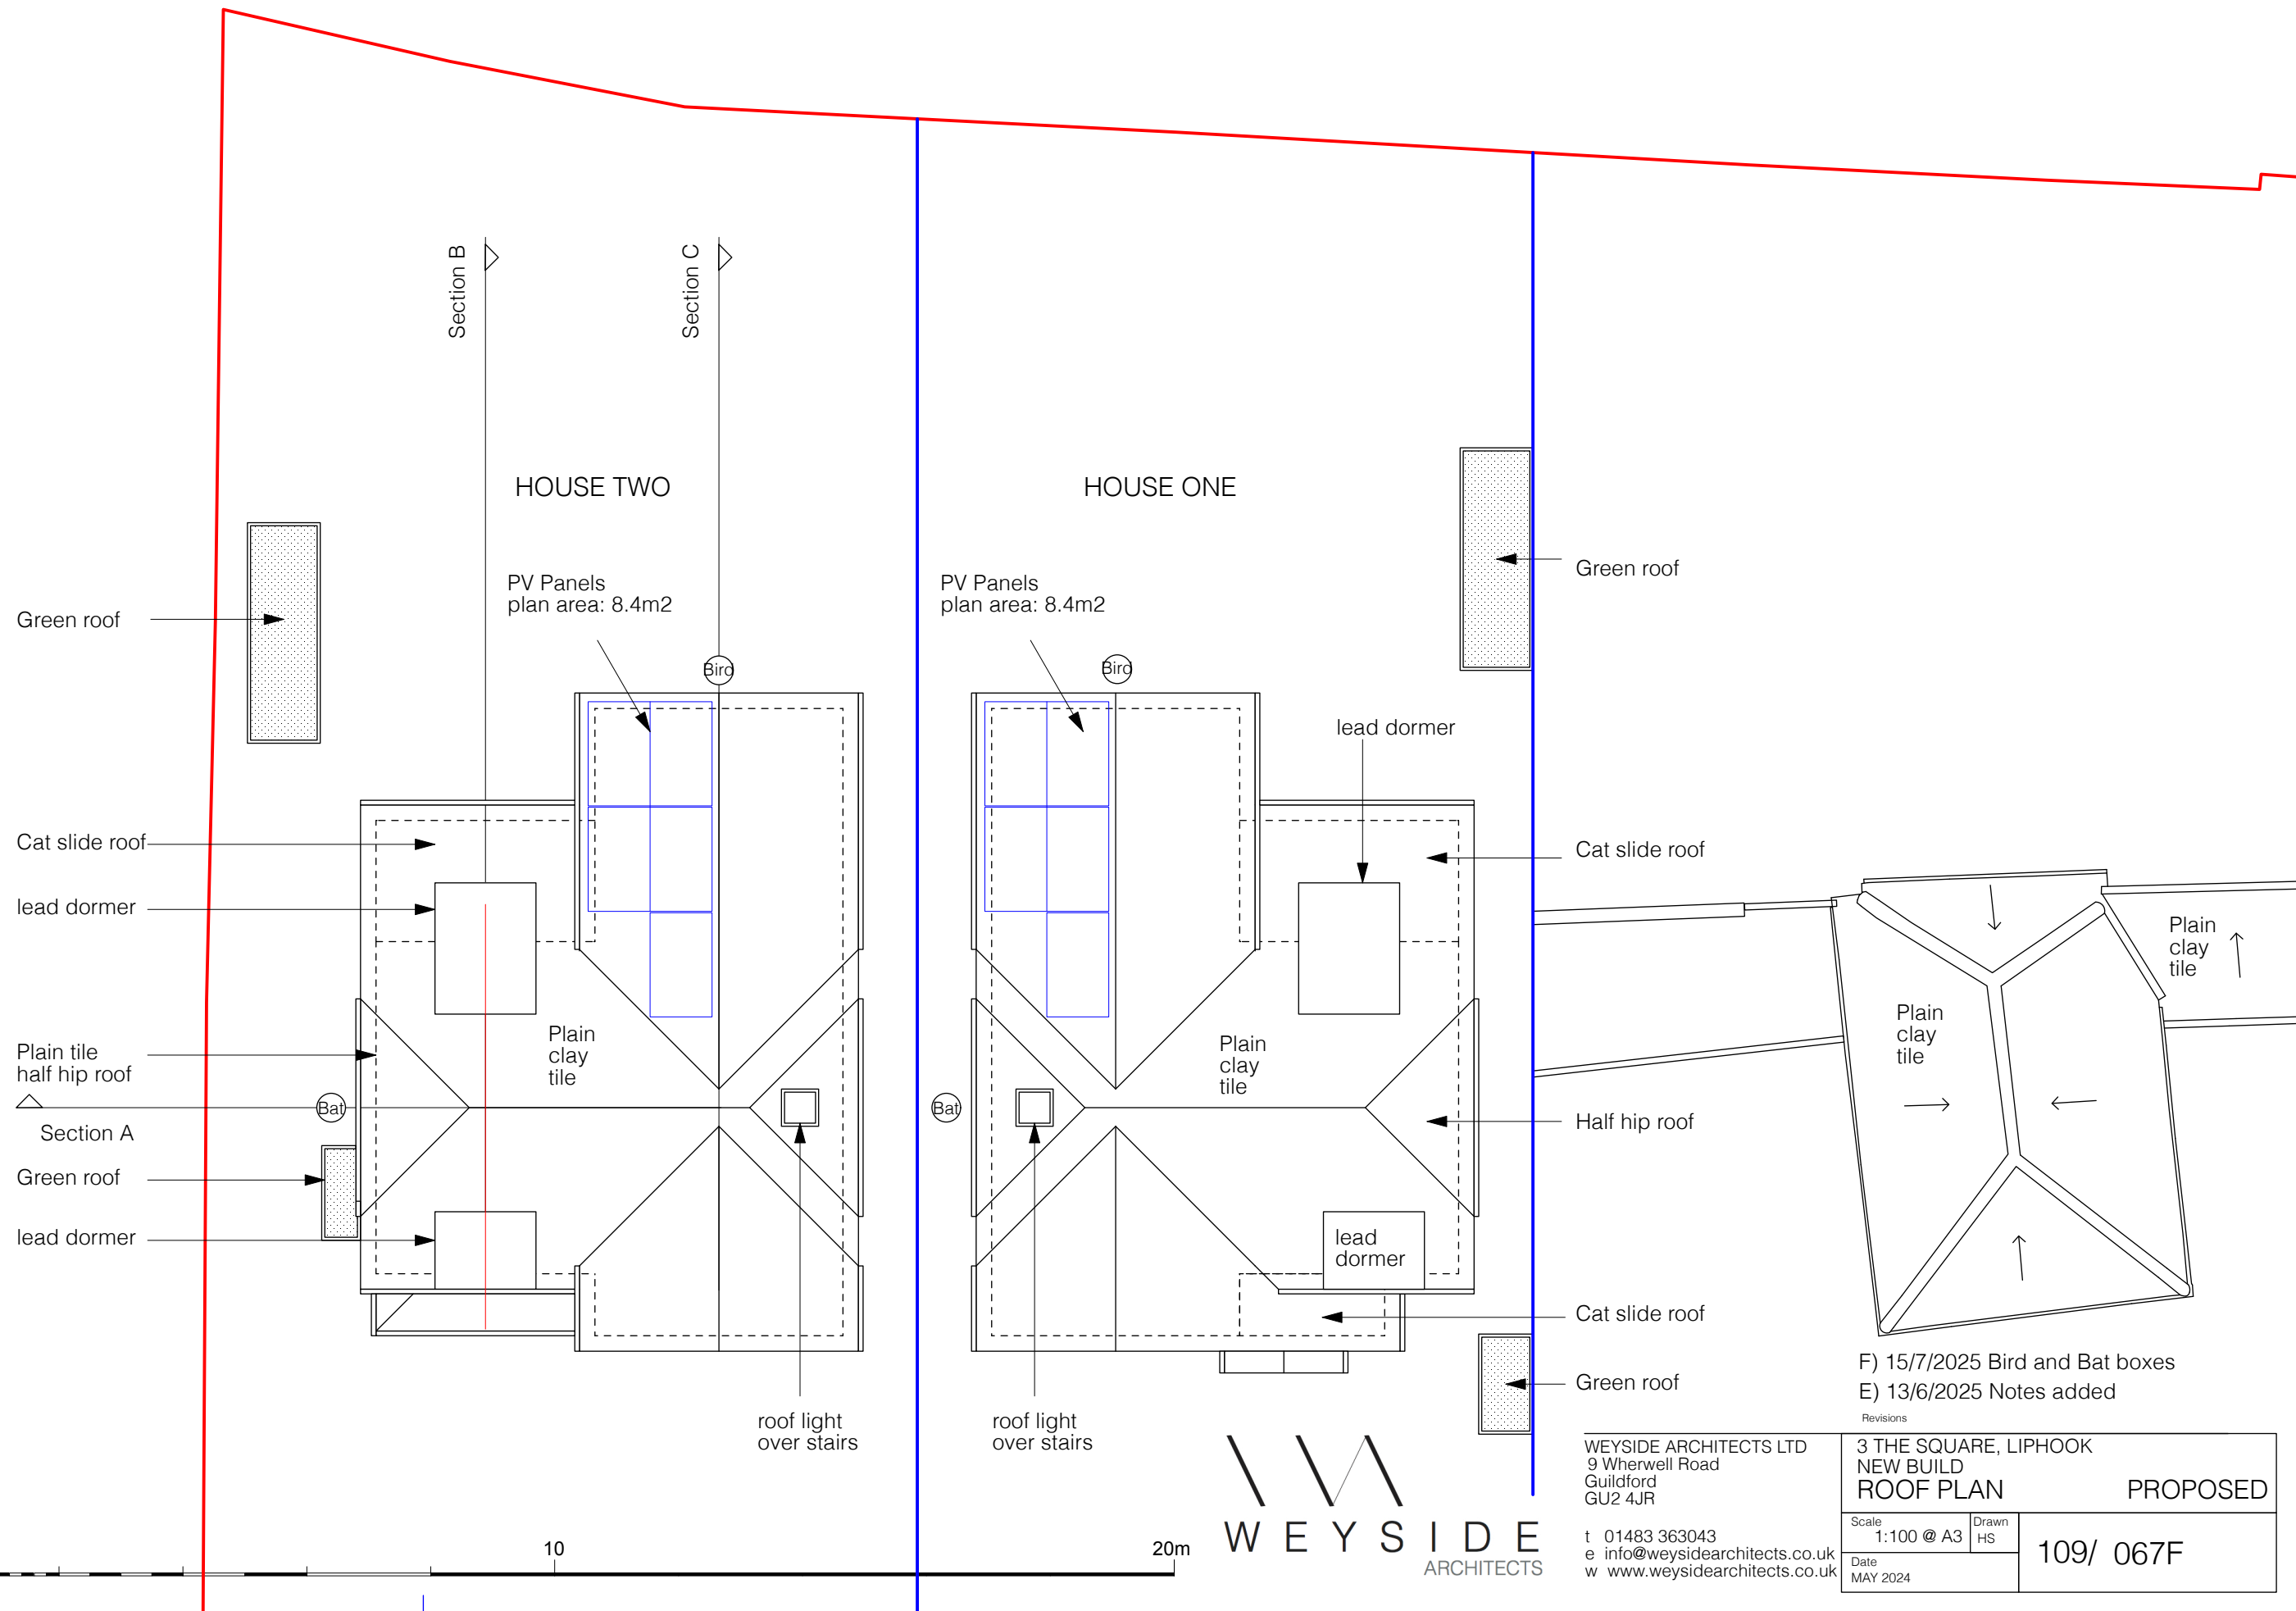 Section B
Section C
HOUSE TWO
HOUSE ONE
PV Panels
plan area: 8.4m2
PV Panels
plan area: 8.4m2
Green roof
Green roof
Bird
Bird
lead dormer
Cat slide roof
Cat slide roof
lead dormer
Plain
clay
tile
Plain
clay
tile
Plain
clay
tile
Plain
clay
tile
Plain tile
half hip roof
Bat
Bat
Section A
Half hip roof
Green roof
lead dormer
lead
dormer
Cat slide roof
Green roof
roof light
over stairs
roof light
over stairs
F) 15/7/2025 Bird and Bat boxes
E) 13/6/2025 Notes added
Revisions
10
20m
WEYSIDE
ARCHITECTS
WEYSIDE ARCHITECTS LTD
9 Wherwell Road
Guildford
GU2 4JR
t 01483 363043
e info@weysidearchitects.co.uk
w www.weysidearchitects.co.uk
3 THE SQUARE, LIPHOOK
NEW BUILD
ROOF PLAN PROPOSED
Scale
1:100 @ A3
Drawn
HS
Date
MAY 2024
109/ 067F